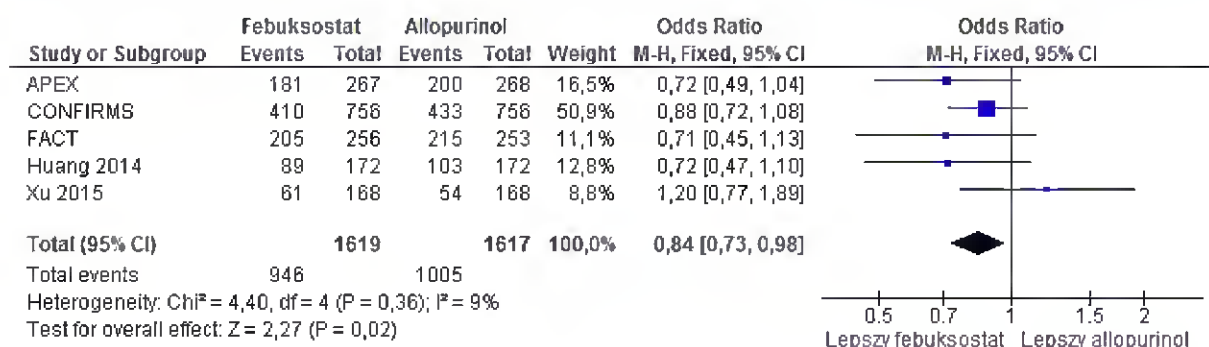 Febuksostat Allopurinol Odds Ratio Odds Ratio
Study or Subgroup Events Total Events Total Weight M-H, Fixed, 95% CI M-H, Fixed, 95% CI
APEX 181 267 200 268 16,5% 0,72 [0,49, 1,04]
CONFIRMS 410 756 433 756 50,9% 0,88 [0,72, 1,08]
FACT 205 256 215 253 11,1% 0,71 [0,45, 1,13]
Huang 2014 89 172 103 172 12,8% 0,72 [0,47, 1,10]
Xu 2015 61 168 54 168 8,8% 1,20 [0,77, 1,89]
Total (95% CI) 1619 1617 100,0% 0,84 [0,73, 0,98]
Total events 946 1005
Heterogeneity: Chi² = 4,40, df = 4 (P = 0,36); I² = 9%
Test for overall effect: Z = 2,27 (P = 0,02)
0.5 0.7 1 1.5 2
Lepszy febuksostat Lepszy allopurinol